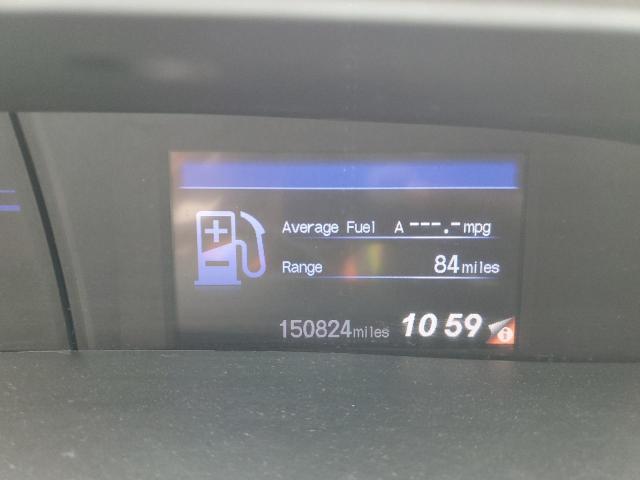 Average Fuel A ---.- mpg
Range 84 miles
150824 miles 10 59 i